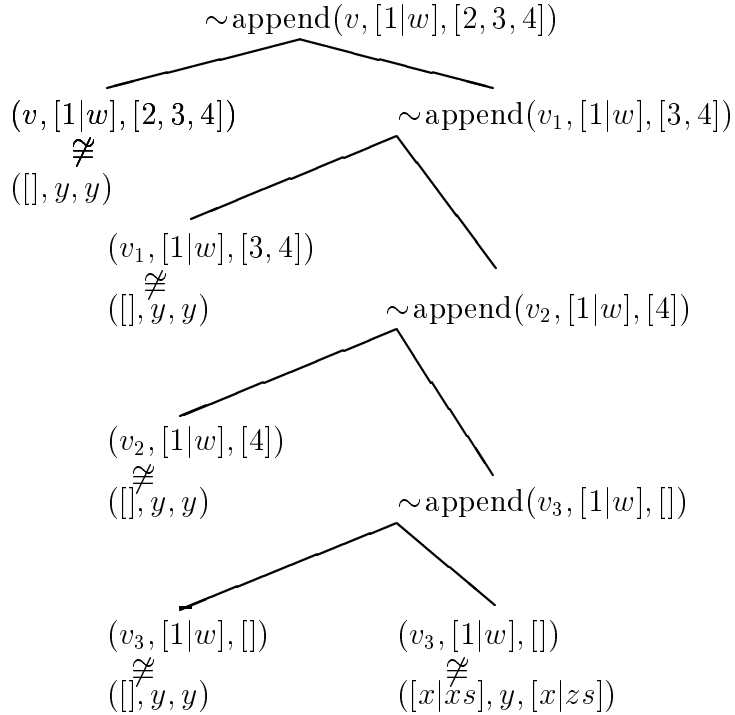 ~append(v, [1|w], [2, 3, 4])
(v, [1|w], [2, 3, 4]) ~append(v₁, [1|w], [3, 4])
≇
([], y, y)
(v₁, [1|w], [3, 4])
≇
([], y, y) ~append(v₂, [1|w], [4])
(v₂, [1|w], [4])
≇
([], y, y) ~append(v₃, [1|w], [])
(v₃, [1|w], []) (v₃, [1|w], [])
≇ ≇
([], y, y) ([x|xs], y, [x|zs])